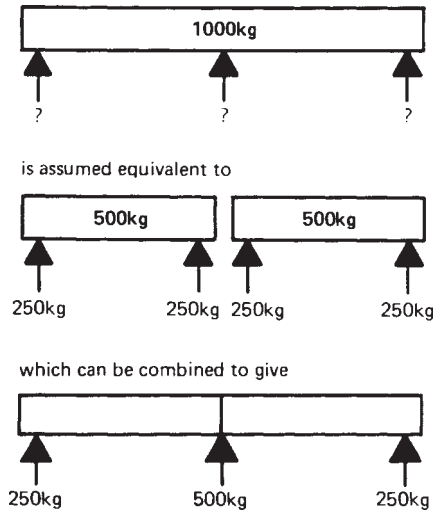 1000kg
? ? ?
is assumed equivalent to
500kg 500kg
250kg 250kg 250kg 250kg
which can be combined to give
250kg 500kg 250kg